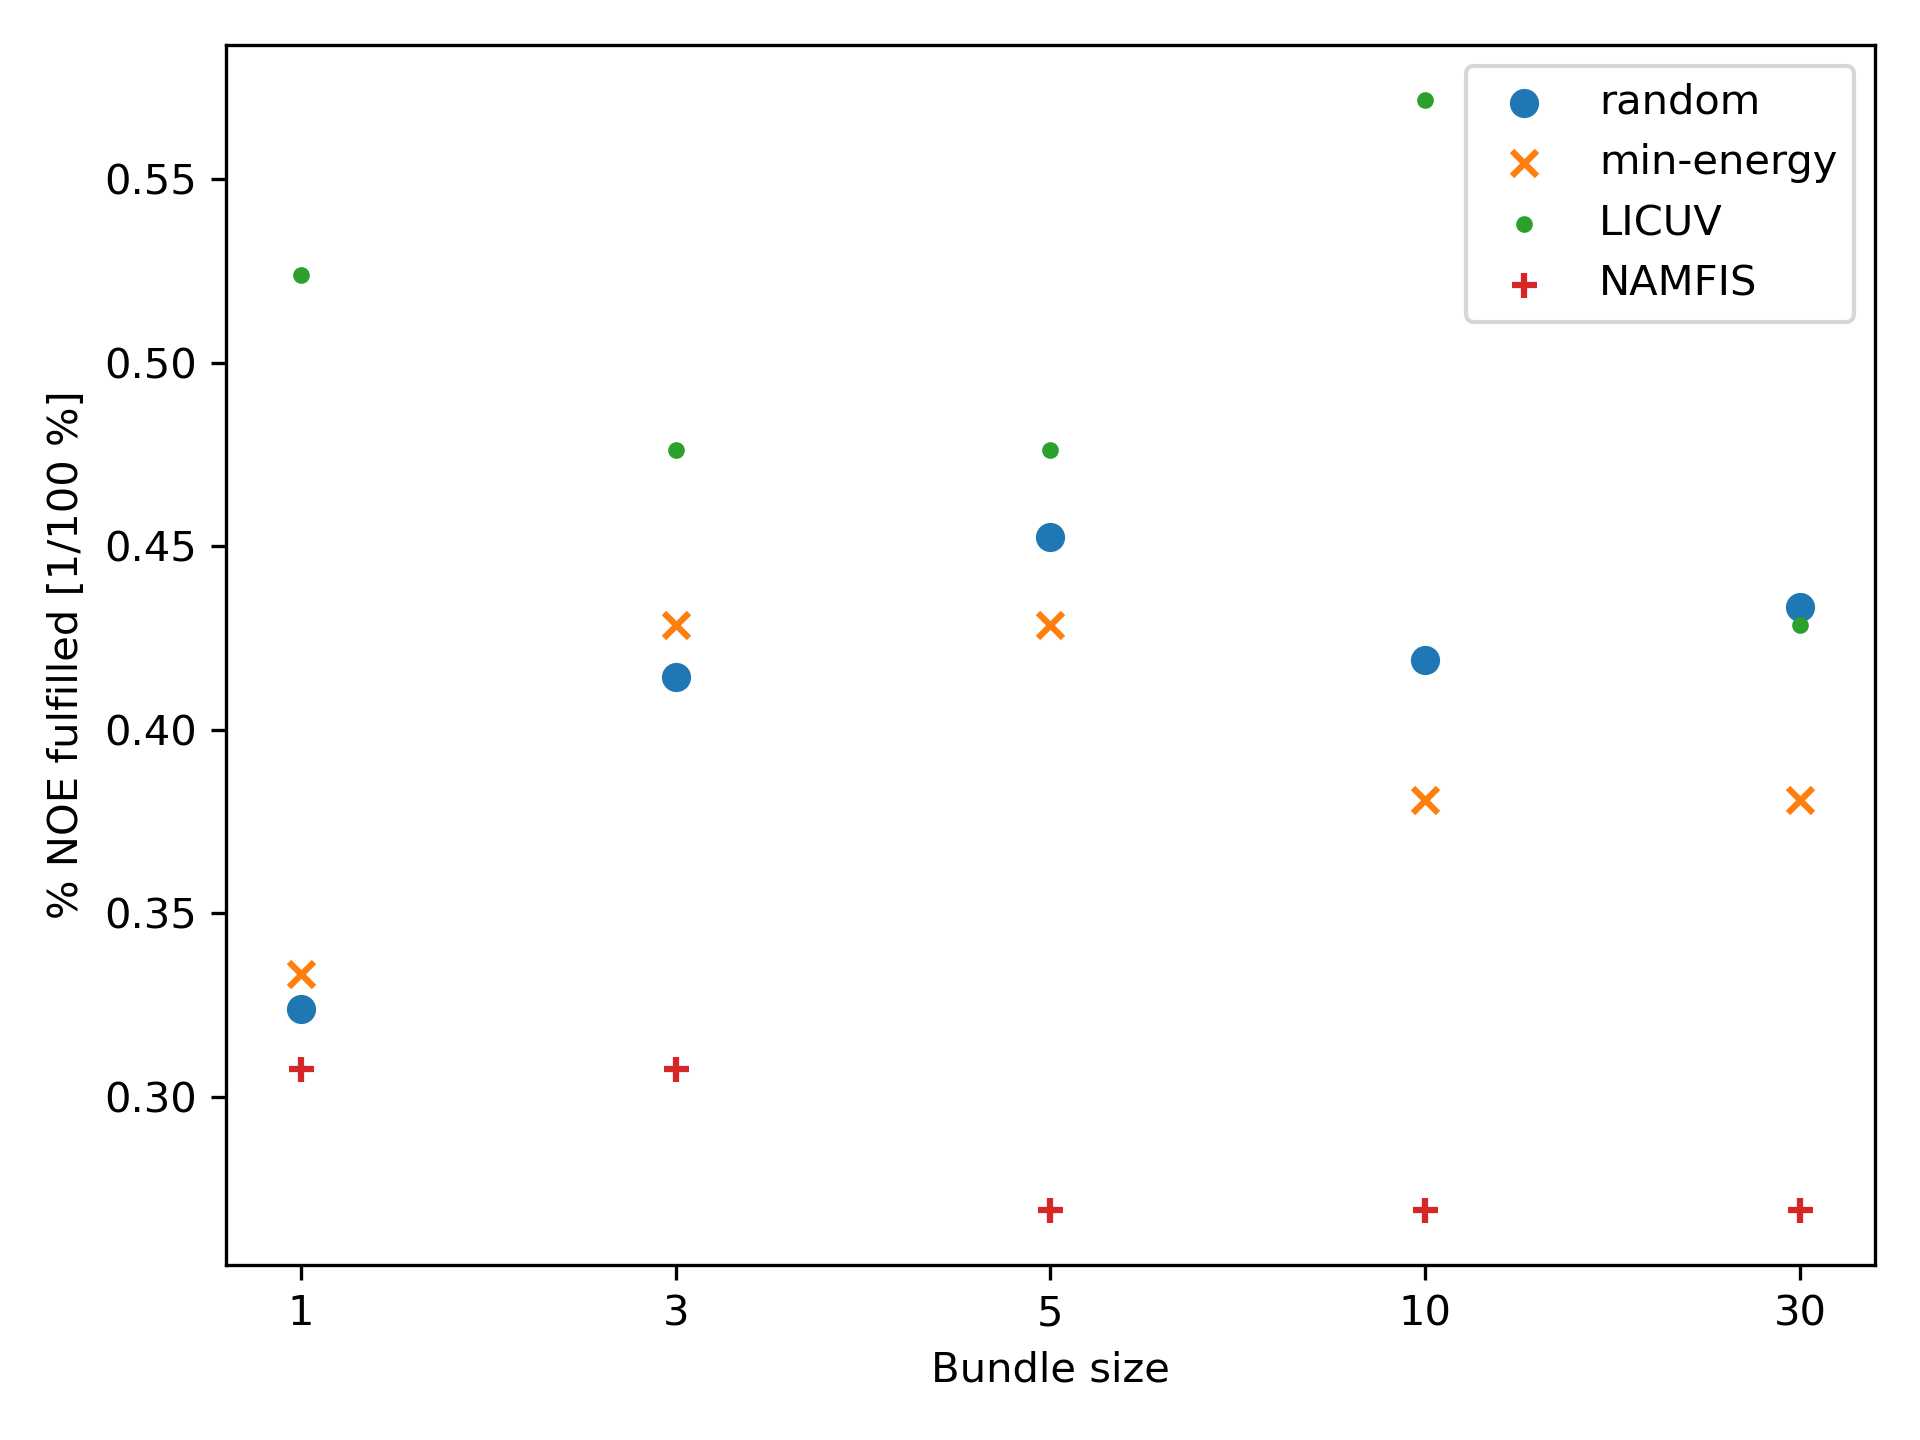 random
min-energy
LICUV
NAMFIS
0.55
0.50
0.45
0.40
0.35
0.30
% NOE fulfilled [1/100 %]
1 3 5 10 30
Bundle size